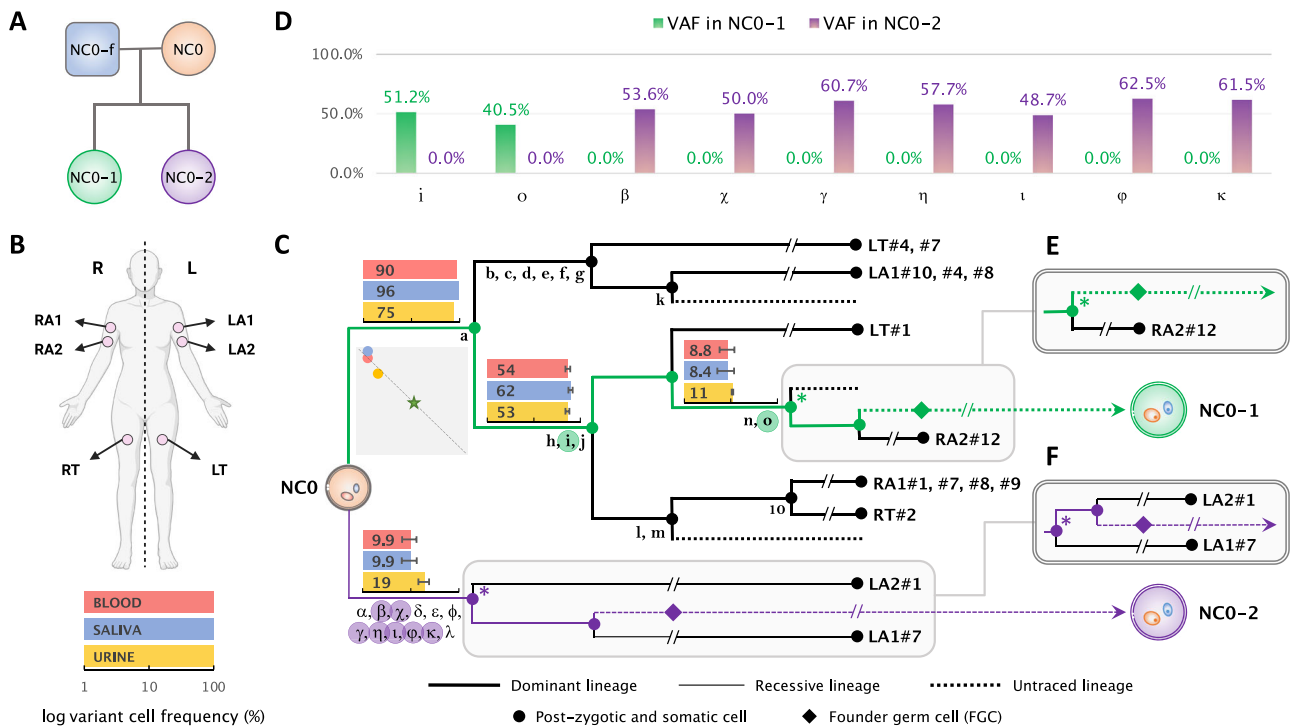 A
NC0-f
NC0
NC0-1
NC0-2
D
VAF in NC0-1 VAF in NC0-2
100.0%
50.0%
0.0%
51.2% 0.0%
40.5% 0.0%
0.0% 53.6%
0.0% 50.0%
0.0% 60.7%
0.0% 57.7%
0.0% 48.7%
0.0% 62.5%
0.0% 61.5%
i o β χ γ η ι φ κ
B
R L
RA1 LA1
RA2 LA2
RT LT
BLOOD
SALIVA
URINE
1 10 100
log variant cell frequency (%)
C
NC0
90
96
75
a
b, c, d, e, f, g
LT#4, #7
k
LA1#10, #4, #8
54
62
53
h, i, j
LT#1
8.8
8.4
11
n, o
*
RA2#12
NC0-1
l, m
10
RA1#1, #7, #8, #9
RT#2
9.9
9.9
19
α, β, χ, δ, ε, ϕ,
γ, η, ι, φ, κ, λ
*
LA2#1
LA1#7
NC0-2
E
*
RA2#12
F
*
LA2#1
LA1#7
Dominant lineage Recessive lineage Untraced lineage
Post-zygotic and somatic cell Founder germ cell (FGC)